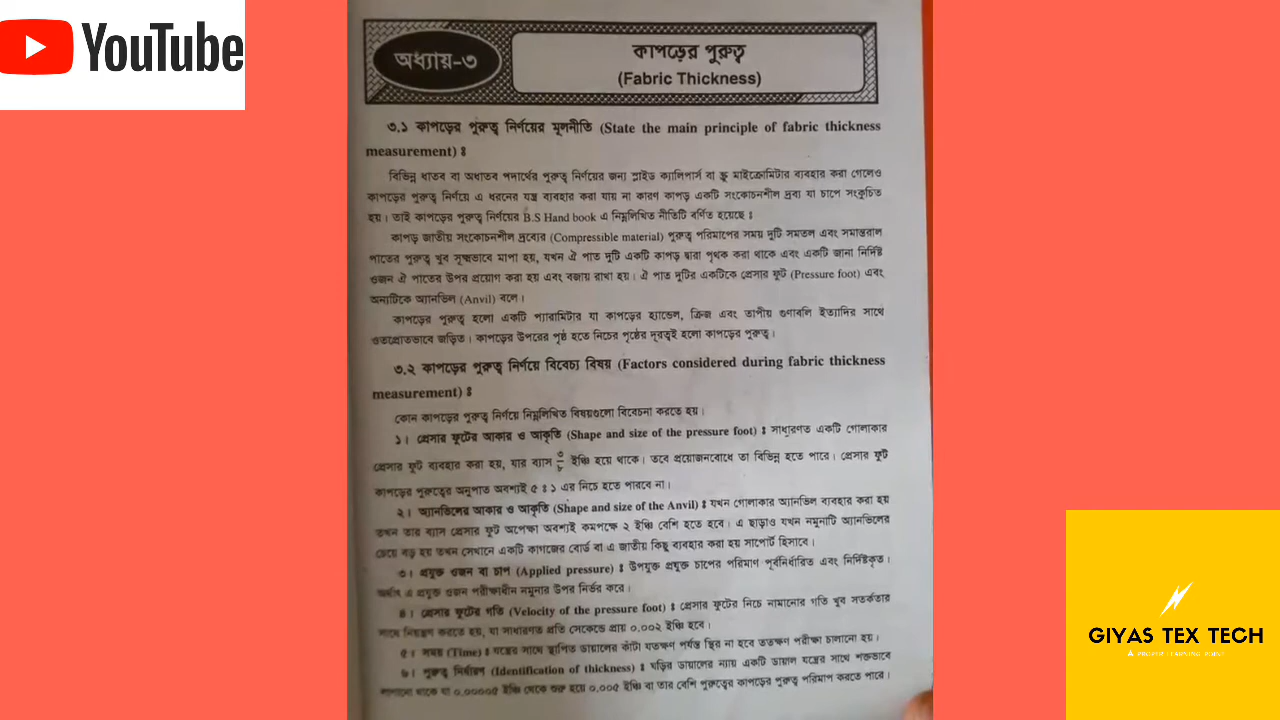 YouTube
অধ্যায়-৩
কাপড়ের পুরুত্ব
(Fabric Thickness)
৩.১ কাপড়ের পুরুত্ব নির্ণয়ের মূলনীতি (State the main principle of fabric thickness
measurement) ঃ
বিভিন্ন ধাতব বা অধাতব পদার্থের পুরুত্ব নির্ণয়ের জন্য স্লাইড ক্যালিপার্স বা স্ক্রু মাইক্রোমিটার ব্যবহার করা গেলেও
কাপড়ের পুরুত্ব নির্ণয়ে এ ধরনের যন্ত্র ব্যবহার করা যায় না কারণ কাপড় একটি সংকোচনশীল দ্রব্য যা চাপে সংকুচিত
হয়। তাই কাপড়ের পুরুত্ব নির্ণয়ের B.S Hand book এ নিম্নলিখিত নীতিটি বর্ণিত হয়েছে ঃ
কাপড় জাতীয় সংকোচনশীল দ্রব্যের (Compressible material) পুরুত্ব পরিমাপের সময় দুটি সমতল এবং সমান্তরাল
পাতের পুরুত্ব খুব সূক্ষ্মভাবে মাপা হয়, যখন ঐ পাত দুটি একটি কাপড় দ্বারা পৃথক করা থাকে এবং একটি জানা নির্দিষ্ট
ওজন ঐ পাতের উপর প্রয়োগ করা হয় এবং বজায় রাখা হয়। ঐ পাত দুটির একটিকে প্রেসার ফুট (Pressure foot) এবং
অন্যটিকে অ্যানভিল (Anvil) বলে।
কাপড়ের পুরুত্ব হলো একটি প্যারামিটার যা কাপড়ের হ্যান্ডেল, ক্রিজ এবং তাপীয় গুণাবলি ইত্যাদির সাথে
ওতপ্রোতভাবে জড়িত। কাপড়ের উপরের পৃষ্ঠ হতে নিচের পৃষ্ঠের দূরত্বই হলো কাপড়ের পুরুত্ব।
৩.২ কাপড়ের পুরুত্ব নির্ণয়ে বিবেচ্য বিষয় (Factors considered during fabric thickness
measurement) ঃ
কোন কাপড়ের পুরুত্ব নির্ণয়ে নিম্নলিখিত বিষয়গুলো বিবেচনা করতে হয়।
১। প্রেসার ফুটের আকার ও আকৃতি (Shape and size of the pressure foot) ঃ সাধারণত একটি গোলাকার
প্রেসার ফুট ব্যবহার করা হয়, যার ব্যাস ৩/৮ ইঞ্চি হয়ে থাকে। তবে প্রয়োজনবোধে তা বিভিন্ন হতে পারে। প্রেসার ফুট
কাপড়ের পুরুত্বের অনুপাত অবশ্যই ৫ ঃ ১ এর নিচে হতে পারবে না।
২। অ্যানভিলের আকার ও আকৃতি (Shape and size of the Anvil) ঃ যখন গোলাকার অ্যানভিল ব্যবহার করা হয়
তখন তার ব্যাস প্রেসার ফুট অপেক্ষা অবশ্যই কমপক্ষে ২ ইঞ্চি বেশি হতে হবে। এ ছাড়াও যখন নমুনাটি অ্যানভিলের
চেয়ে বড় হয় তখন সেখানে একটি কাগজের বোর্ড বা এ জাতীয় কিছু ব্যবহার করা হয় সাপোর্ট হিসাবে।
৩। প্রযুক্ত ওজন বা চাপ (Applied pressure) ঃ উপযুক্ত প্রযুক্ত চাপের পরিমাণ পূর্বনির্ধারিত এবং নির্দিষ্টকৃত।
অর্থাৎ এ প্রযুক্ত ওজন পরীক্ষাধীন নমুনার উপর নির্ভর করে।
৪। প্রেসার ফুটের গতি (Velocity of the pressure foot) ঃ প্রেসার ফুটের নিচে নামানোর গতি খুব সতর্কতার
সাথে নিয়ন্ত্রণ করতে হয়, যা সাধারণত প্রতি সেকেন্ডে প্রায় ০.০০২ ইঞ্চি হবে।
৫। সময় (Time) ঃ যন্ত্রের সাথে স্থাপিত ডায়ালের কাঁটা যতক্ষণ পর্যন্ত স্থির না হবে ততক্ষণ পরীক্ষা চালানো হয়।
৬। পুরুত্ব নির্ধারণ (Identification of thickness) ঃ ঘড়ির ডায়ালের ন্যায় একটি ডায়াল যন্ত্রের সাথে শক্তভাবে
লাগানো থাকে যা ০.০০০০৫ ইঞ্চি থেকে শুরু হয়ে ০.০০৫ ইঞ্চি বা তার বেশি পুরুত্বের কাপড়ের পুরুত্ব পরিমাপ করতে পারে।
GIYAS TEX TECH
A PROPER LEARNING POINT